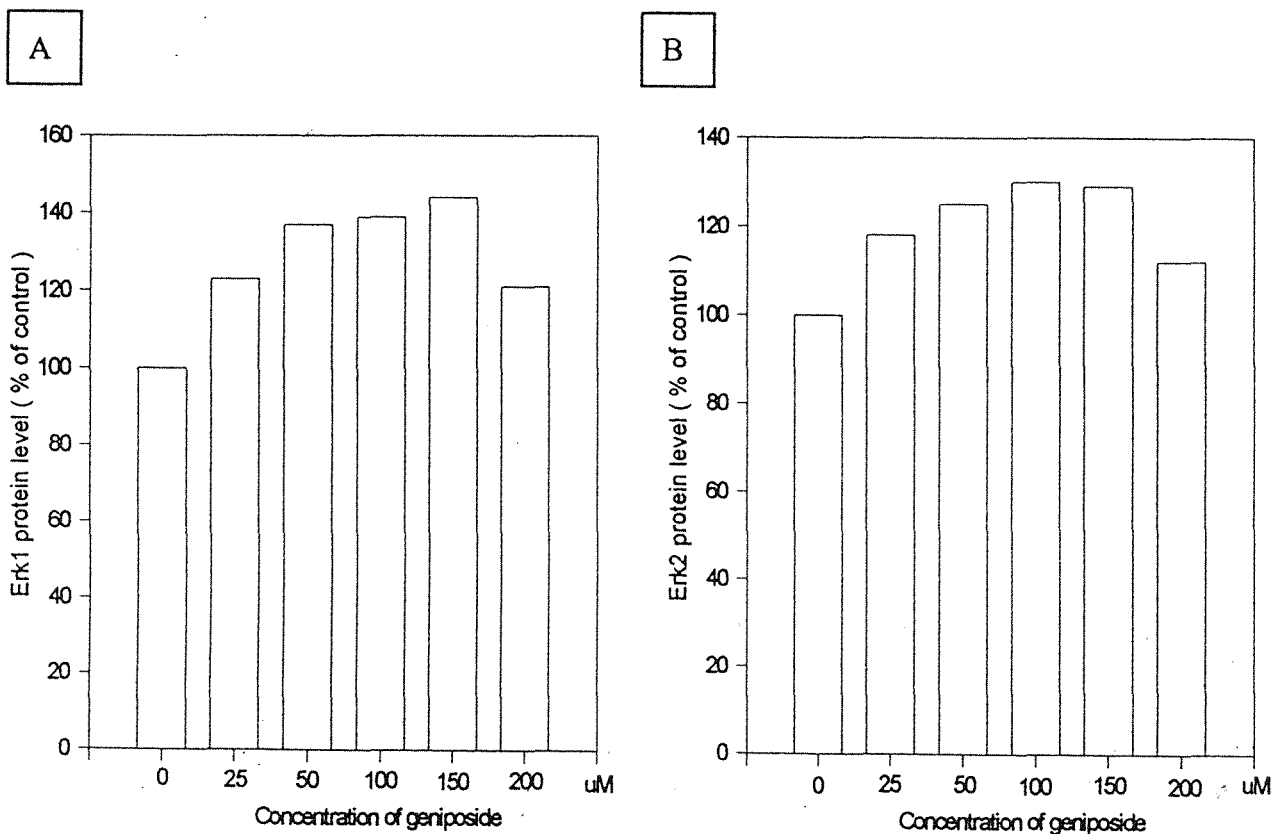 A
160
140
120
100
80
60
40
20
0
Erk1 protein level ( % of control )
0 25 50 100 150 200 uM
Concentration of geniposide
B
140
120
100
80
60
40
20
0
Erk2 protein level ( % of control )
0 25 50 100 150 200 uM
Concentration of geniposide